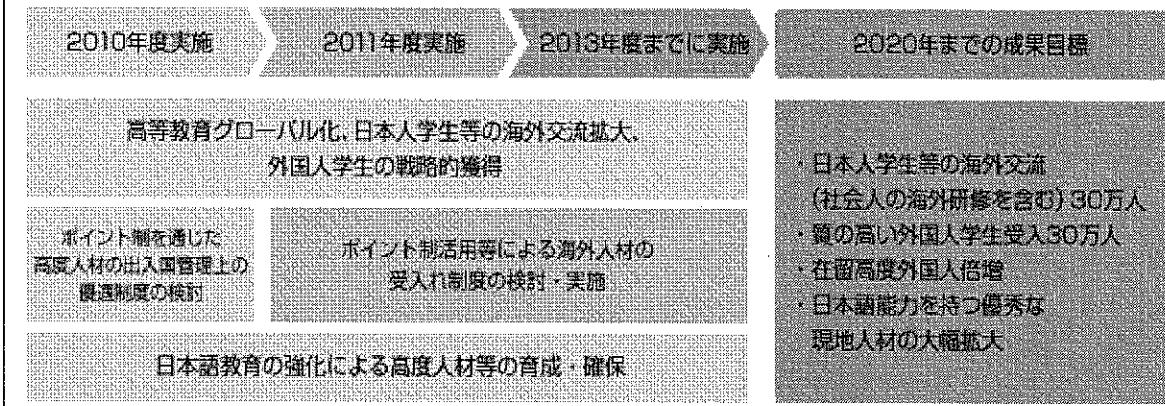 2010年度実施
2011年度実施
2013年度までに実施
2020年までの成果目標
高等教育グローバル化、日本人学生等の海外交流拡大、
外国人学生の戦略的獲得
ポイント制を通じた
高度人材の出入国管理上の
優遇制度の検討
ポイント制活用等による海外人材の
受入れ制度の検討・実施
日本語教育の強化による高度人材等の育成・確保
・日本人学生等の海外交流
(社会人の海外研修を含む)30万人
・質の高い外国人学生受入30万人
・在留高度外国人倍増
・日本語能力を持つ優秀な
現地人材の大幅拡大